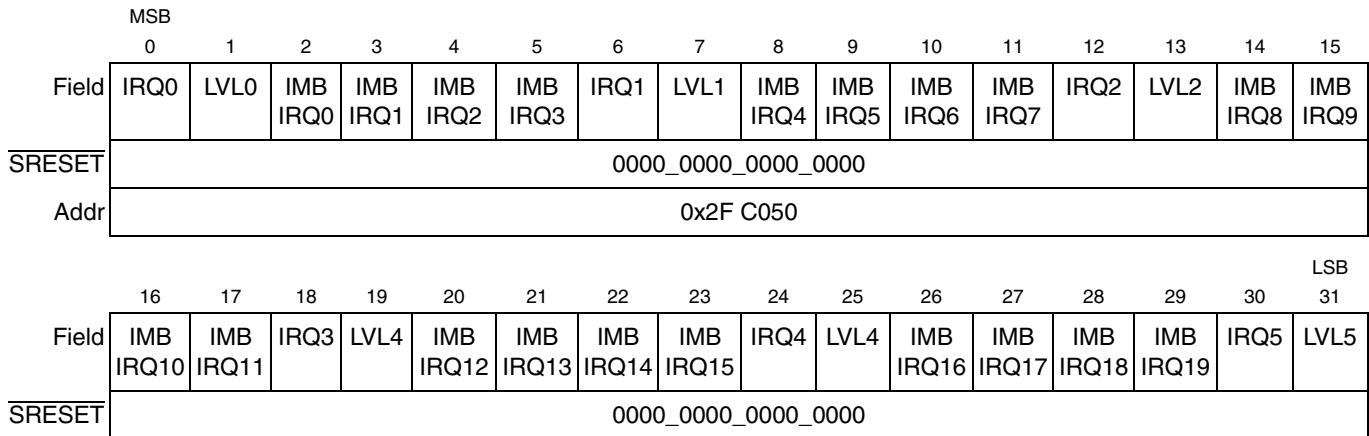 MSB
0 1 2 3 4 5 6 7 8 9 10 11 12 13 14 15
Field IRQ0 LVL0 IMB IMB IMB IMB IRQ1 LVL1 IMB IMB IMB IMB IRQ2 LVL2 IMB IMB
IRQ0 IRQ1 IRQ2 IRQ3 IRQ4 IRQ5 IRQ6 IRQ7 IRQ8 IRQ9
SRESET 0000_0000_0000_0000
Addr 0x2F C050
LSB
16 17 18 19 20 21 22 23 24 25 26 27 28 29 30 31
Field IMB IMB IRQ3 LVL4 IMB IMB IMB IMB IRQ4 LVL4 IMB IMB IMB IMB IRQ5 LVL5
IRQ10 IRQ11 IRQ12 IRQ13 IRQ14 IRQ15 IRQ16 IRQ17 IRQ18 IRQ19
SRESET 0000_0000_0000_0000